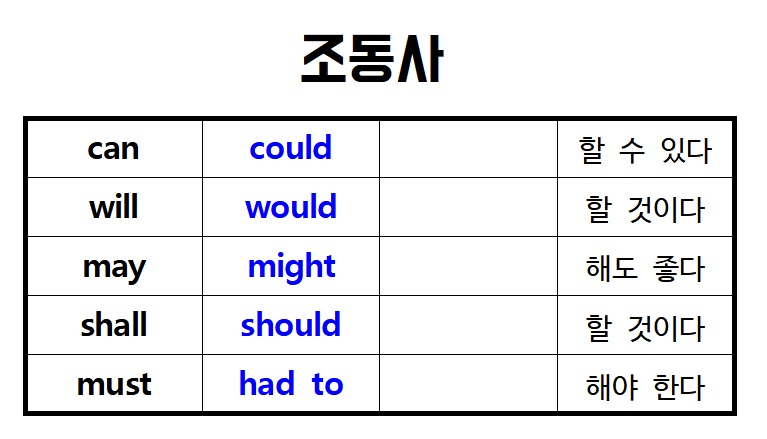 조동사
can could 할 수 있다
will would 할 것이다
may might 해도 좋다
shall should 할 것이다
must had to 해야 한다